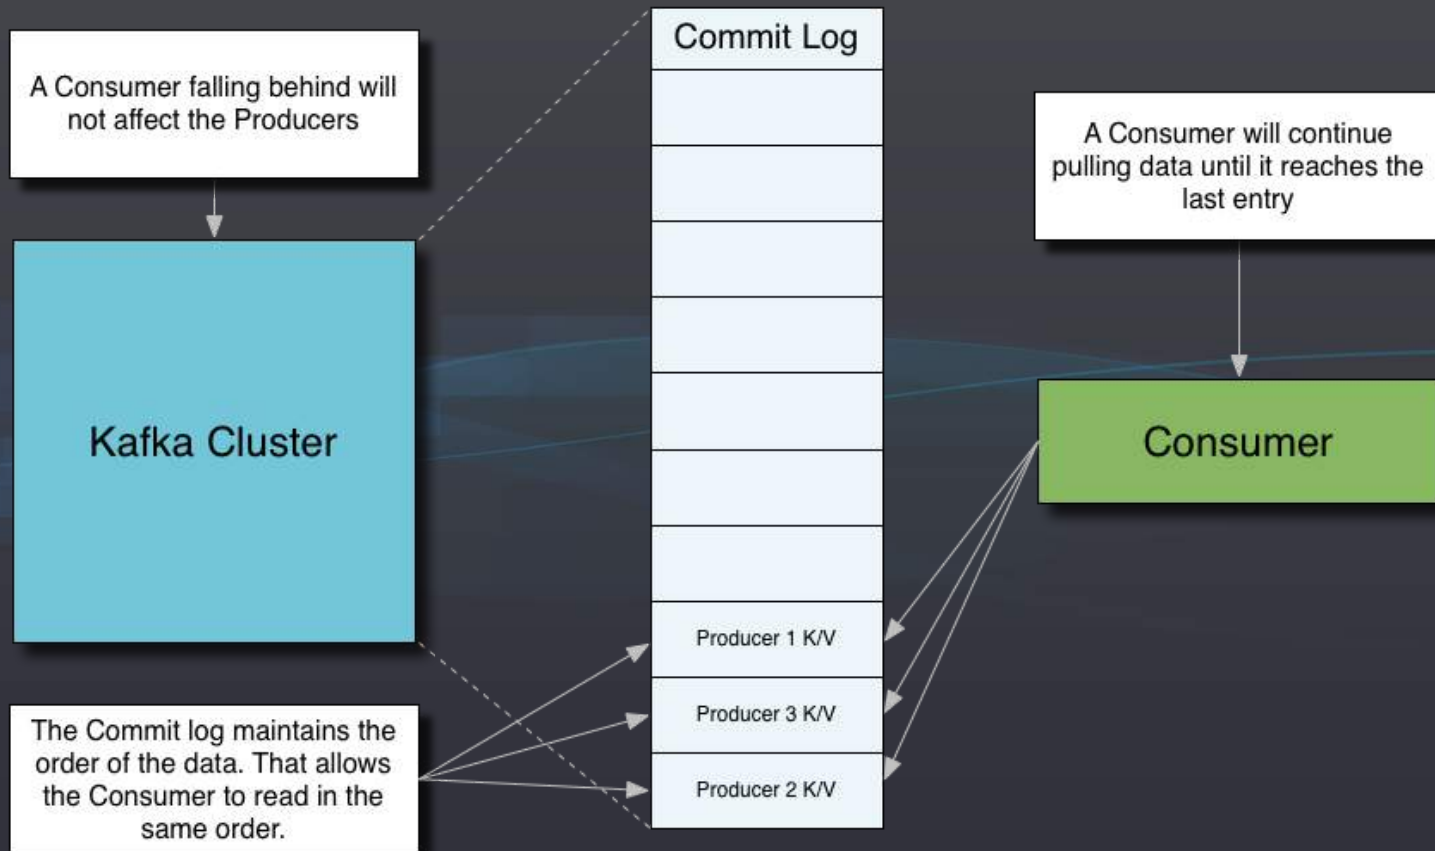 A Consumer falling behind will
not affect the Producers
Kafka Cluster
The Commit log maintains the
order of the data. That allows
the Consumer to read in the
same order.
Commit Log
Producer 1 K/V
Producer 3 K/V
Producer 2 K/V
A Consumer will continue
pulling data until it reaches the
last entry
Consumer